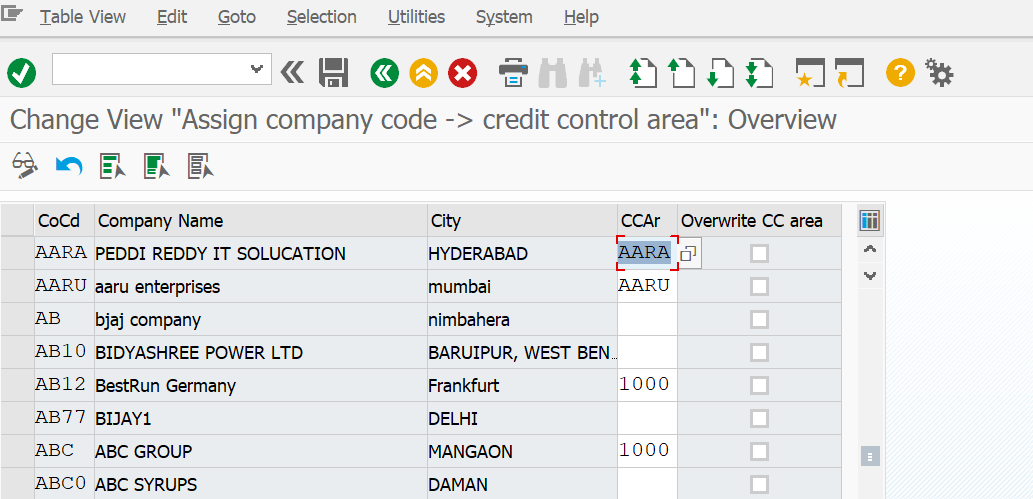 Table View Edit Goto Selection Utilities System Help
Change View "Assign company code -> credit control area": Overview
CoCd Company Name City CCAr Overwrite CC area
AARA PEDDI REDDY IT SOLUCATION HYDERABAD AARA
AARU aaru enterprises mumbai AARU
AB bjaj company nimbahera
AB10 BIDYASHREE POWER LTD BARUIPUR, WEST BEN...
AB12 BestRun Germany Frankfurt 1000
AB77 BIJAY1 DELHI
ABC ABC GROUP MANGAON 1000
ABC0 ABC SYRUPS DAMAN